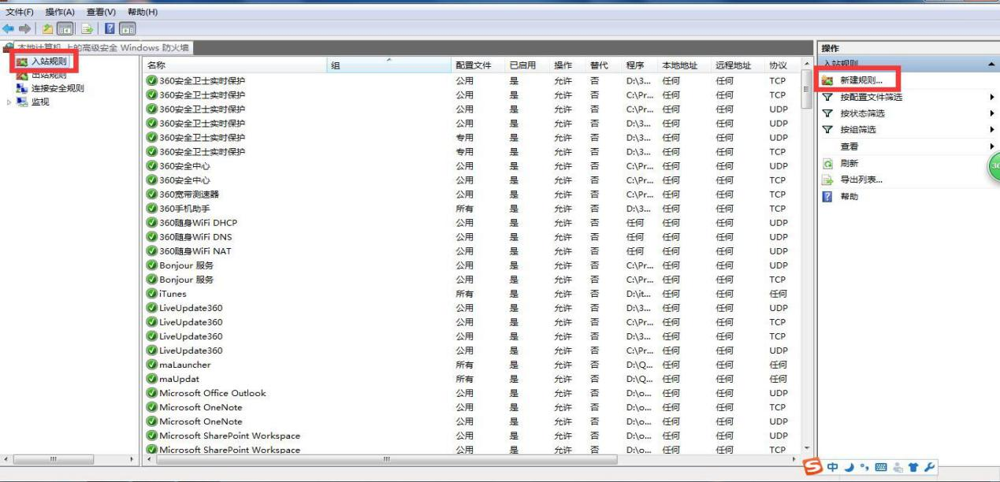 文件(F) 操作(A) 查看(V) 帮助(H)
本地计算机 上的高级安全 Windows 防火墙
入站规则
出站规则
连接安全规则
监视
名称 组 配置文件 已启用 操作 替代 程序 本地地址 远程地址 协议
360安全卫士实时保护 公用 是 允许 否 D:\3... 任何 任何 TCP
360安全卫士实时保护 公用 是 允许 否 C:\Pr... 任何 任何 TCP
360安全卫士实时保护 公用 是 允许 否 C:\Pr... 任何 任何 UDP
360安全卫士实时保护 公用 是 允许 否 D:\3... 任何 任何 UDP
360安全卫士实时保护 专用 是 允许 否 D:\3... 任何 任何 UDP
360安全卫士实时保护 专用 是 允许 否 D:\3... 任何 任何 TCP
360安全中心 公用 是 允许 否 C:\Pr... 任何 任何 UDP
360安全中心 公用 是 允许 否 C:\Pr... 任何 任何 TCP
360宽带测速器 公用 是 允许 否 C:\Pr... 任何 任何 TCP
360手机助手 所有 是 允许 否 D:\3... 任何 任何 TCP
360随身WiFi DHCP 公用 是 允许 否 任何 任何 任何 UDP
360随身WiFi DNS 公用 是 允许 否 任何 任何 任何 UDP
360随身WiFi NAT 公用 是 允许 否 任何 任何 任何 UDP
Bonjour 服务 公用 是 允许 否 C:\Pr... 任何 任何 UDP
Bonjour 服务 公用 是 允许 否 C:\Pr... 任何 任何 TCP
iTunes 所有 是 允许 否 D:\it... 任何 任何 任何
LiveUpdate360 公用 是 允许 否 D:\3... 任何 任何 UDP
LiveUpdate360 公用 是 允许 否 C:\Pr... 任何 任何 TCP
LiveUpdate360 公用 是 允许 否 D:\3... 任何 任何 TCP
LiveUpdate360 公用 是 允许 否 C:\Pr... 任何 任何 UDP
maLauncher 所有 是 允许 否 D:\Q... 任何 任何 任何
maUpdat 所有 是 允许 否 D:\Q... 任何 任何 任何
Microsoft Office Outlook 公用 是 允许 否 D:\o... 任何 任何 UDP
Microsoft OneNote 公用 是 允许 否 D:\o... 任何 任何 TCP
Microsoft OneNote 公用 是 允许 否 D:\o... 任何 任何 UDP
Microsoft SharePoint Workspace 公用 是 允许 否 D:\o... 任何 任何 UDP
Microsoft SharePoint Workspace 公用 是 允许 否 D:\o... 任何 任何 TCP
操作
入站规则
新建规则...
按配置文件筛选
按状态筛选
按组筛选
查看
刷新
导出列表...
帮助
36
中